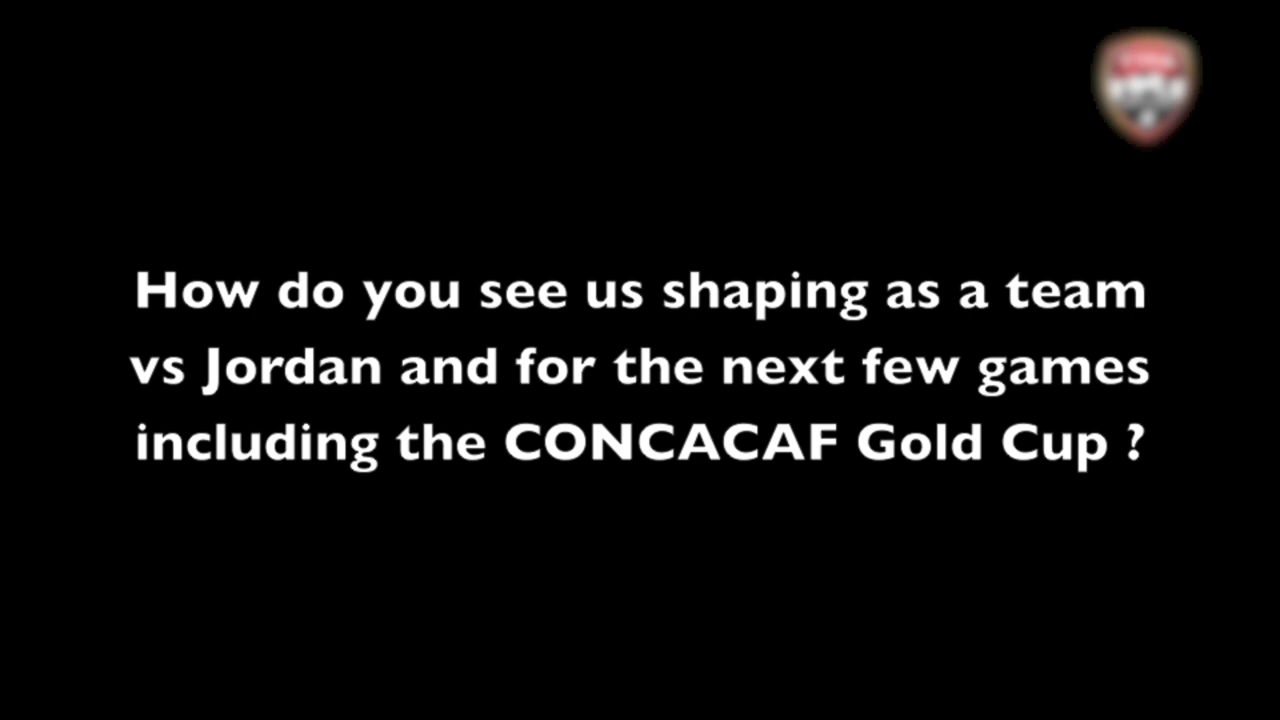 How do you see us shaping as a team
vs Jordan and for the next few games
including the CONCACAF Gold Cup ?